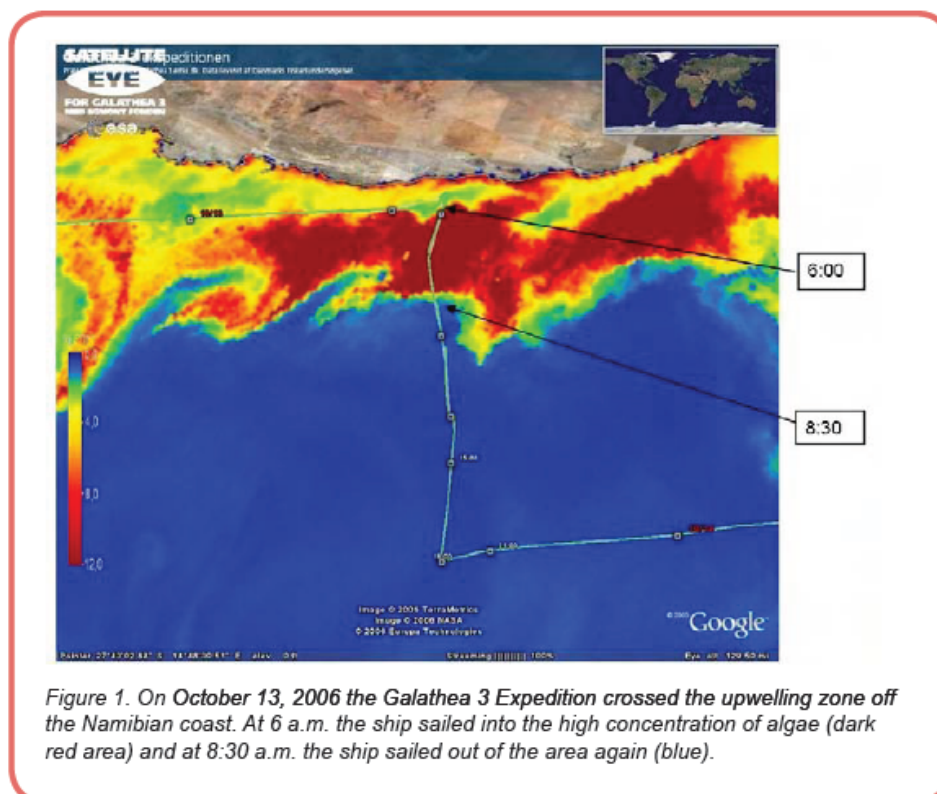 SATELLITE
EYE
FOR GALATHEA 3
esa
6:00
8:30
4,0
8,0
12,0
Image © 2006 TerraMetrics
Image © 2006 NASA
© 2006 Europa Technologies
Google
Streaming |||||||||| 100%
Figure 1. On October 13, 2006 the Galathea 3 Expedition crossed the upwelling zone off
the Namibian coast. At 6 a.m. the ship sailed into the high concentration of algae (dark
red area) and at 8:30 a.m. the ship sailed out of the area again (blue).